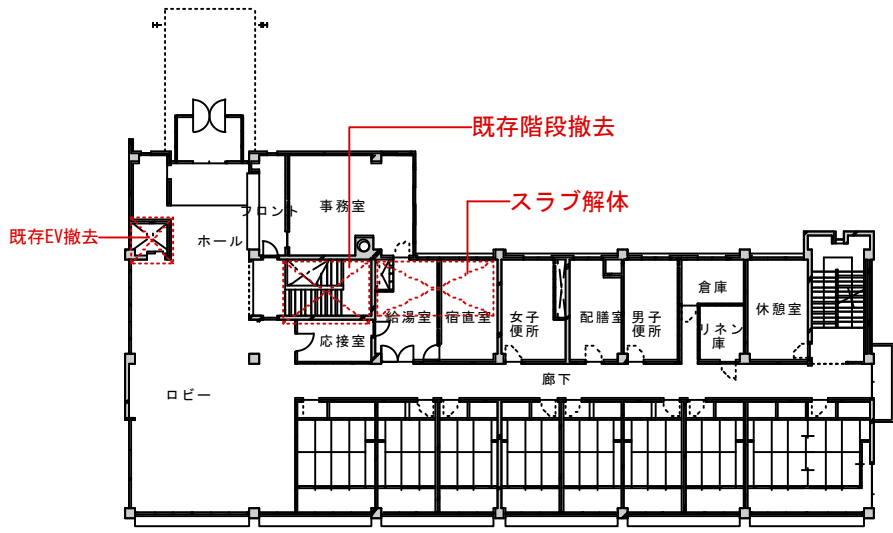 既存階段撤去
スラブ解体
既存EV撤去
ホール
フロント
事務室
給湯室
宿直室
応接室
女子
便所
配膳室
男子
便所
倉庫
リネン
庫
休憩室
廊下
ロビー